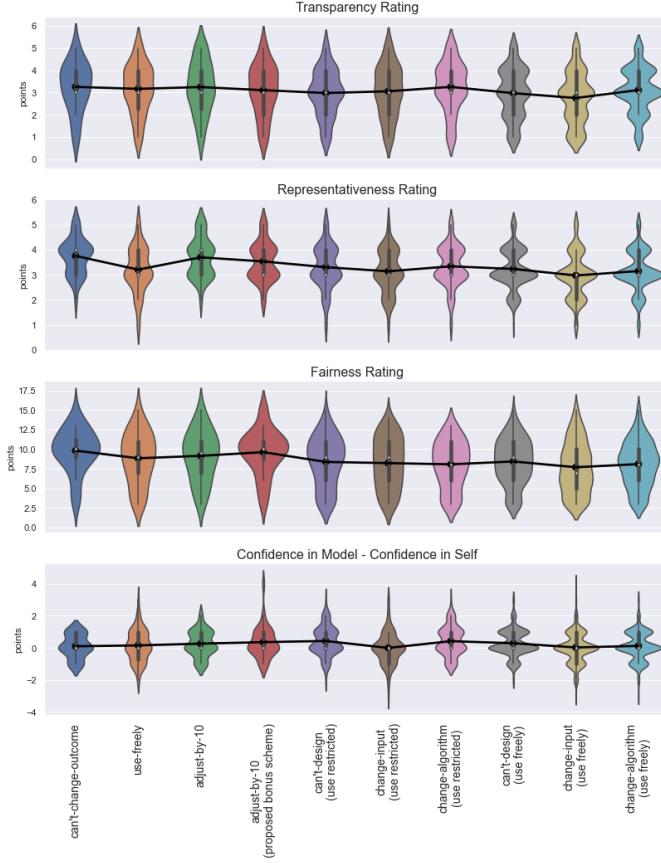 Transparency Rating
6
5
4
3
2
1
0
points
Representativeness Rating
6
5
4
3
2
1
0
points
Fairness Rating
17.5
15.0
12.5
10.0
7.5
5.0
2.5
0.0
points
Confidence in Model - Confidence in Self
4
2
0
−2
−4
points
can't-change-outcome
use-freely
adjust-by-10
adjust-by-10
(proposed bonus scheme)
can't-design
(use restricted)
change-input
(use restricted)
change-algorithm
(use restricted)
can't-design
(use freely)
change-input
(use freely)
change-algorithm
(use freely)